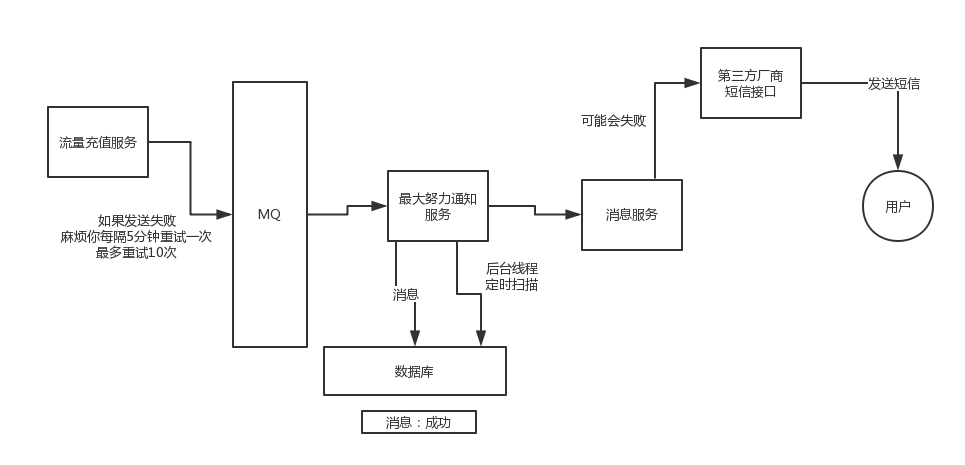 第三方厂商
短信接口
发送短信
可能会失败
流量充值服务
最大努力通知
服务
消息服务
用户
MQ
如果发送失败
麻烦你每隔5分钟重试一次
最多重试10次
后台线程
定时扫描
消息
数据库
消息：成功